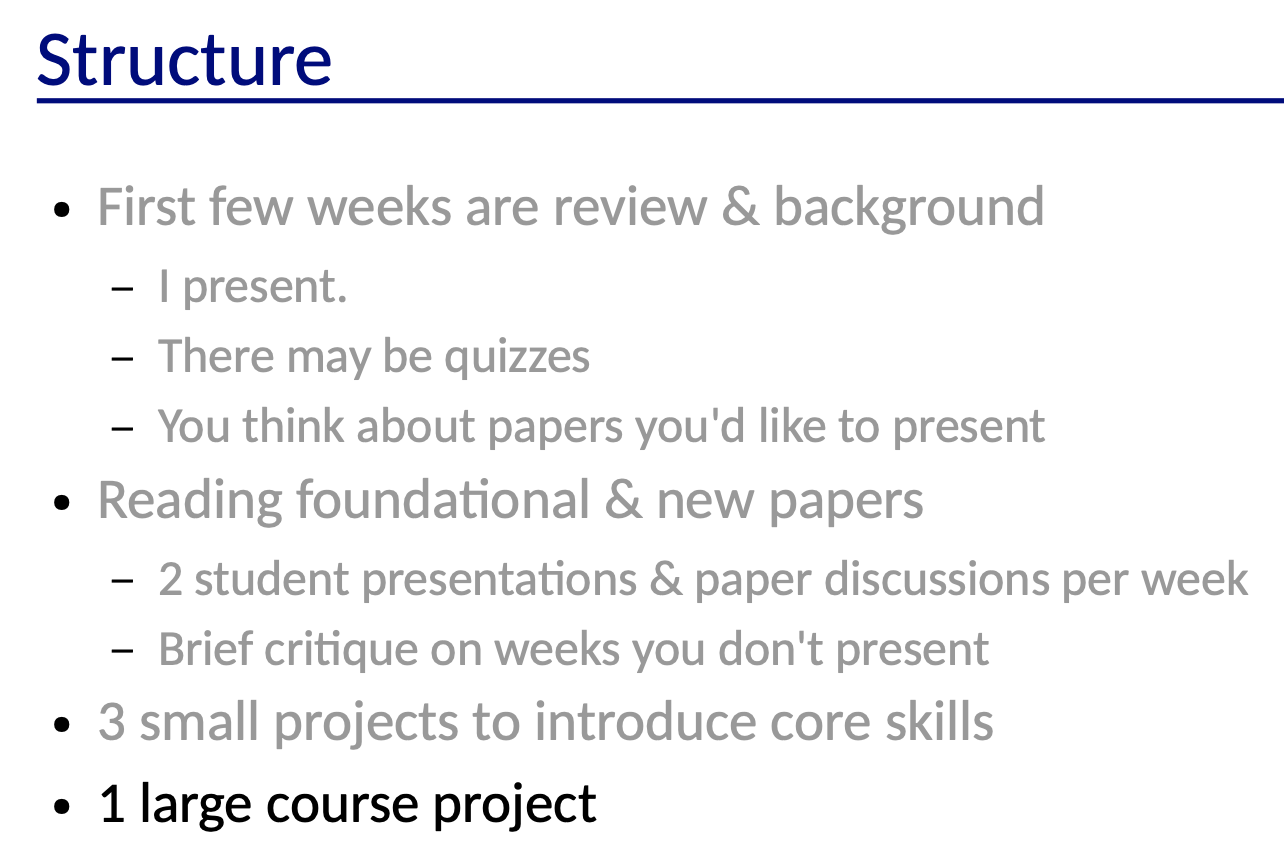 Structure
• First few weeks are review & background
– I present.
– There may be quizzes
– You think about papers you'd like to present
• Reading foundational & new papers
– 2 student presentations & paper discussions per week
– Brief critique on weeks you don't present
• 3 small projects to introduce core skills
• 1 large course project